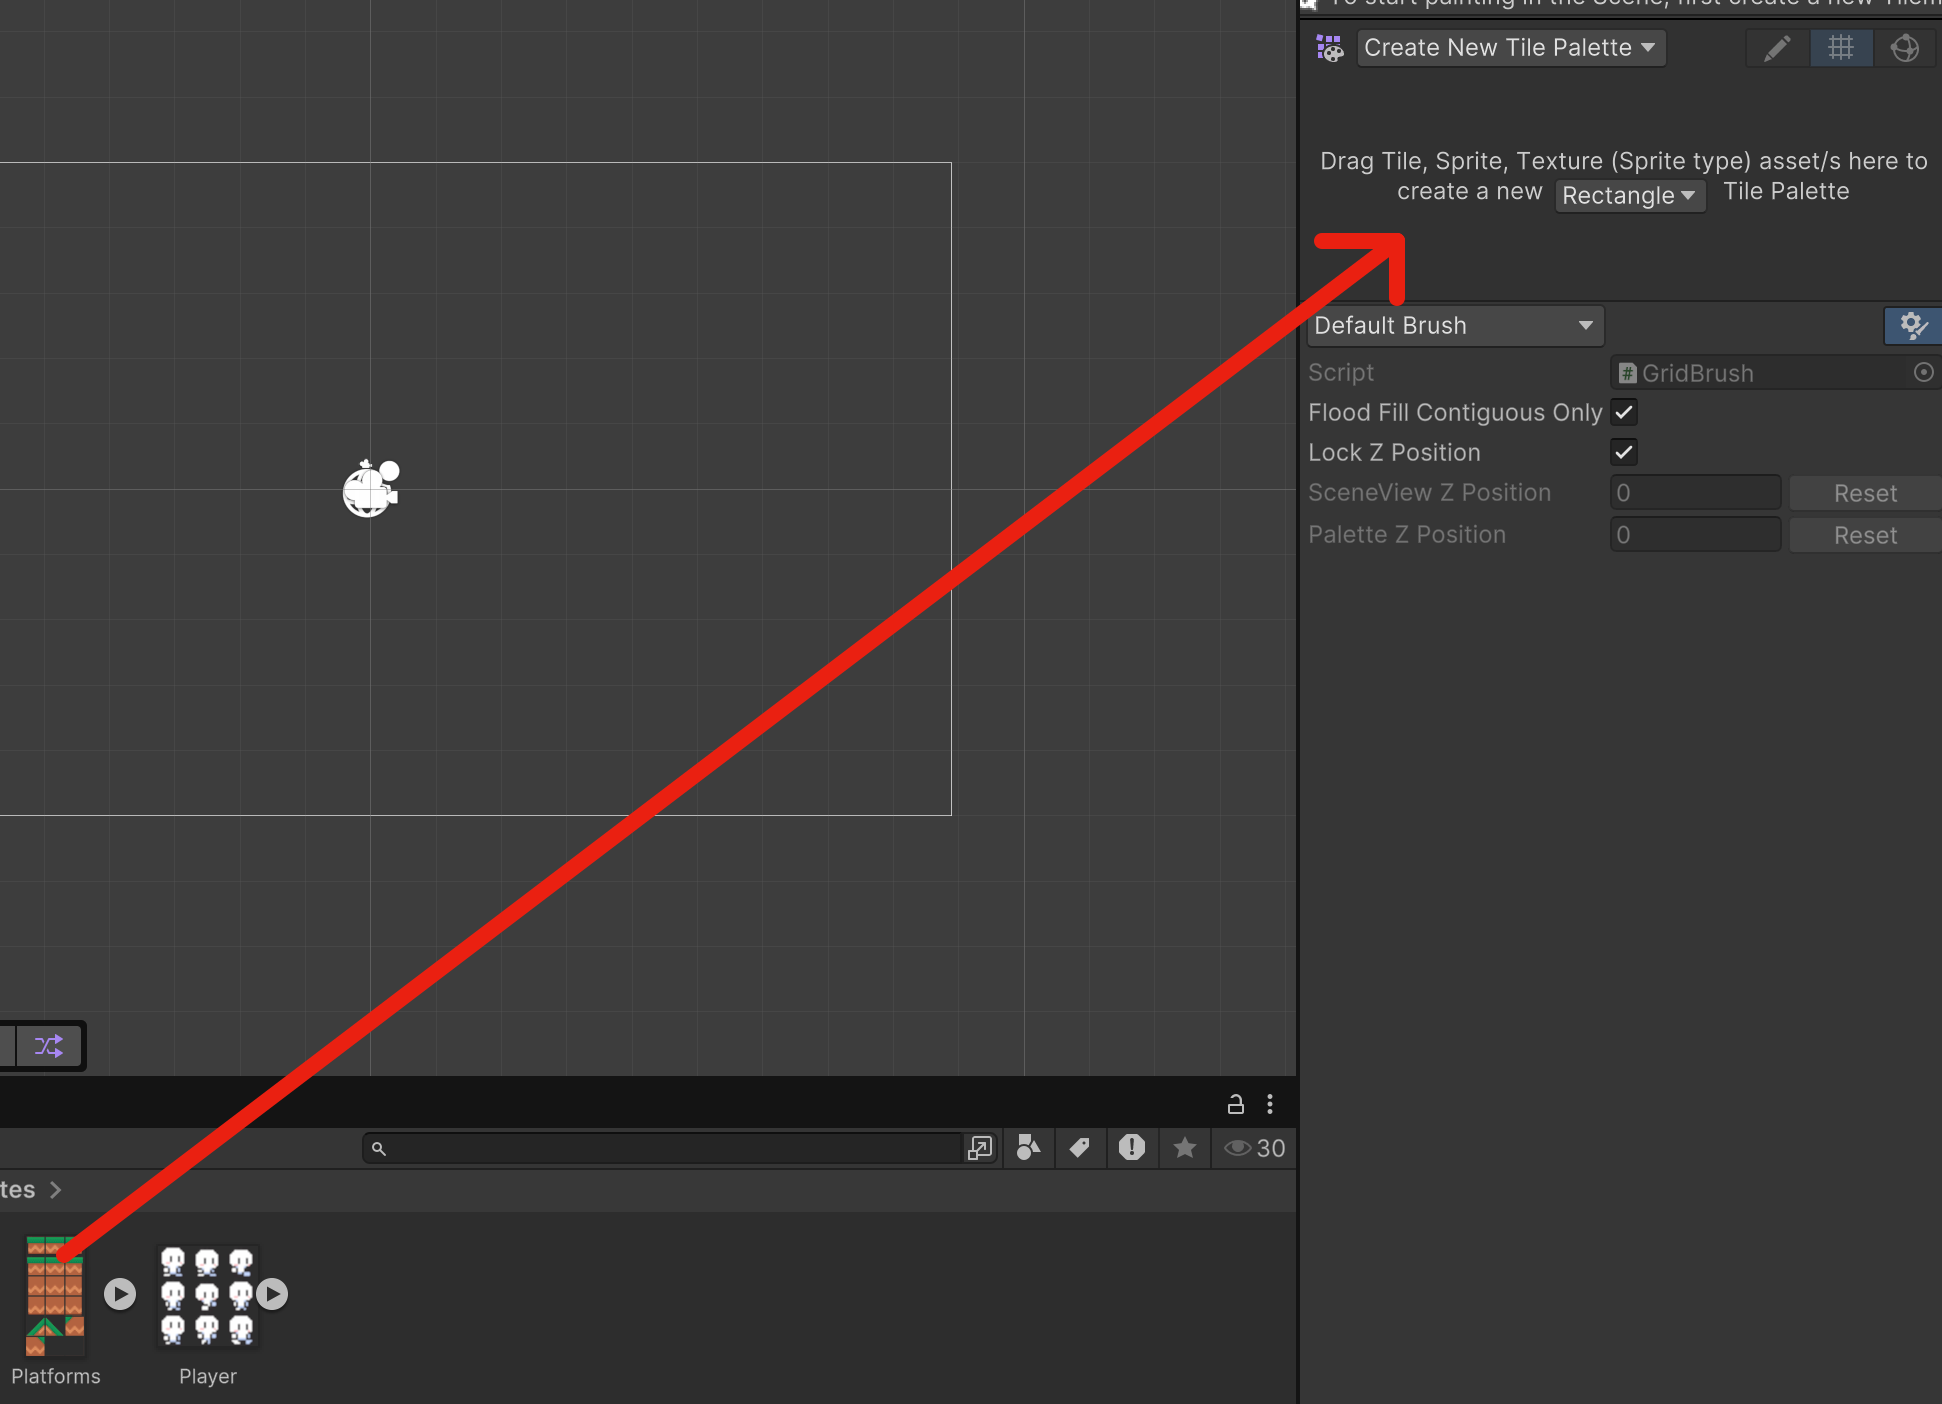 To start painting in the Scene, first create a new Tilem
Create New Tile Palette
Drag Tile, Sprite, Texture (Sprite type) asset/s here to
create a new Rectangle Tile Palette
Default Brush
Script # GridBrush
Flood Fill Contiguous Only
Lock Z Position
SceneView Z Position 0 Reset
Palette Z Position 0 Reset
30
tes
Platforms Player